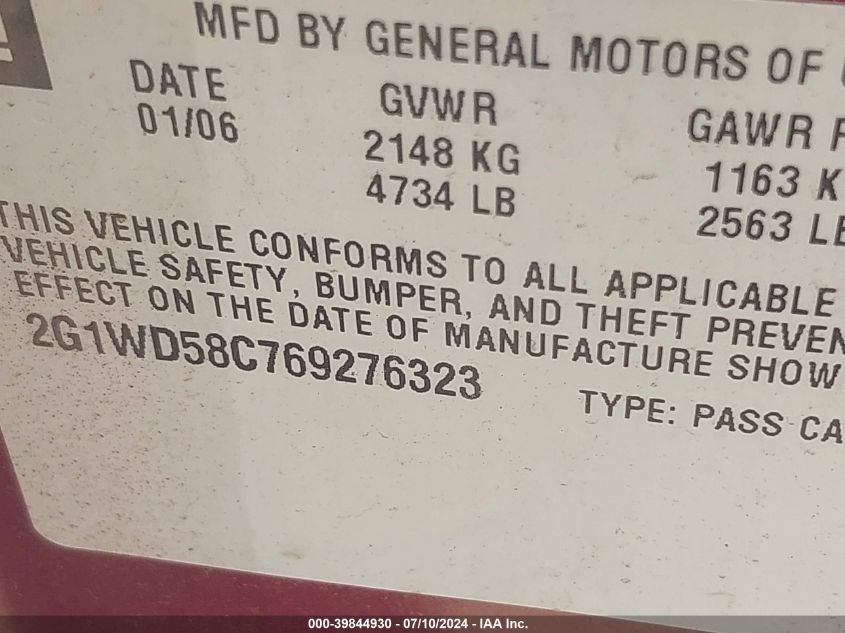 MFD BY GENERAL MOTORS OF
DATE GVWR GAWR
01/06 2148 KG 1163
4734 LB 2563
THIS VEHICLE CONFORMS TO ALL APPLICABLE
VEHICLE SAFETY, BUMPER, AND THEFT
EFFECT ON THE DATE OF MANUFACTURE SHOW
2G1WD58C769276323 TYPE: PASS
000-39844930 - 07/10/2024 - IAA Inc.